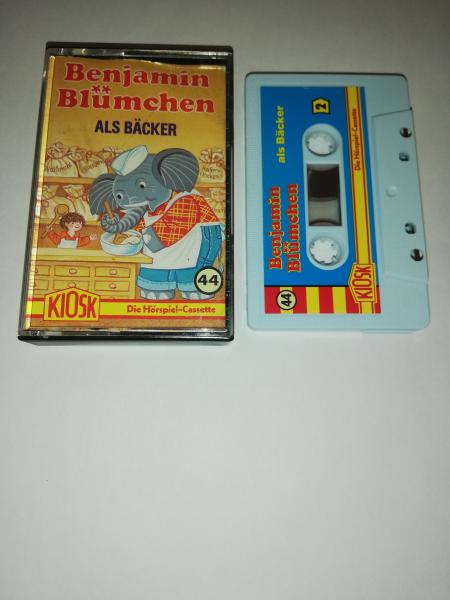 Benjamin
Blümchen
ALS BÄCKER
44
KIOSK
Die Hörspiel-Cassette
Benjamin
Blümchen
als Bäcker
2
44
KIOSK
Die Hörspiel-Cassette